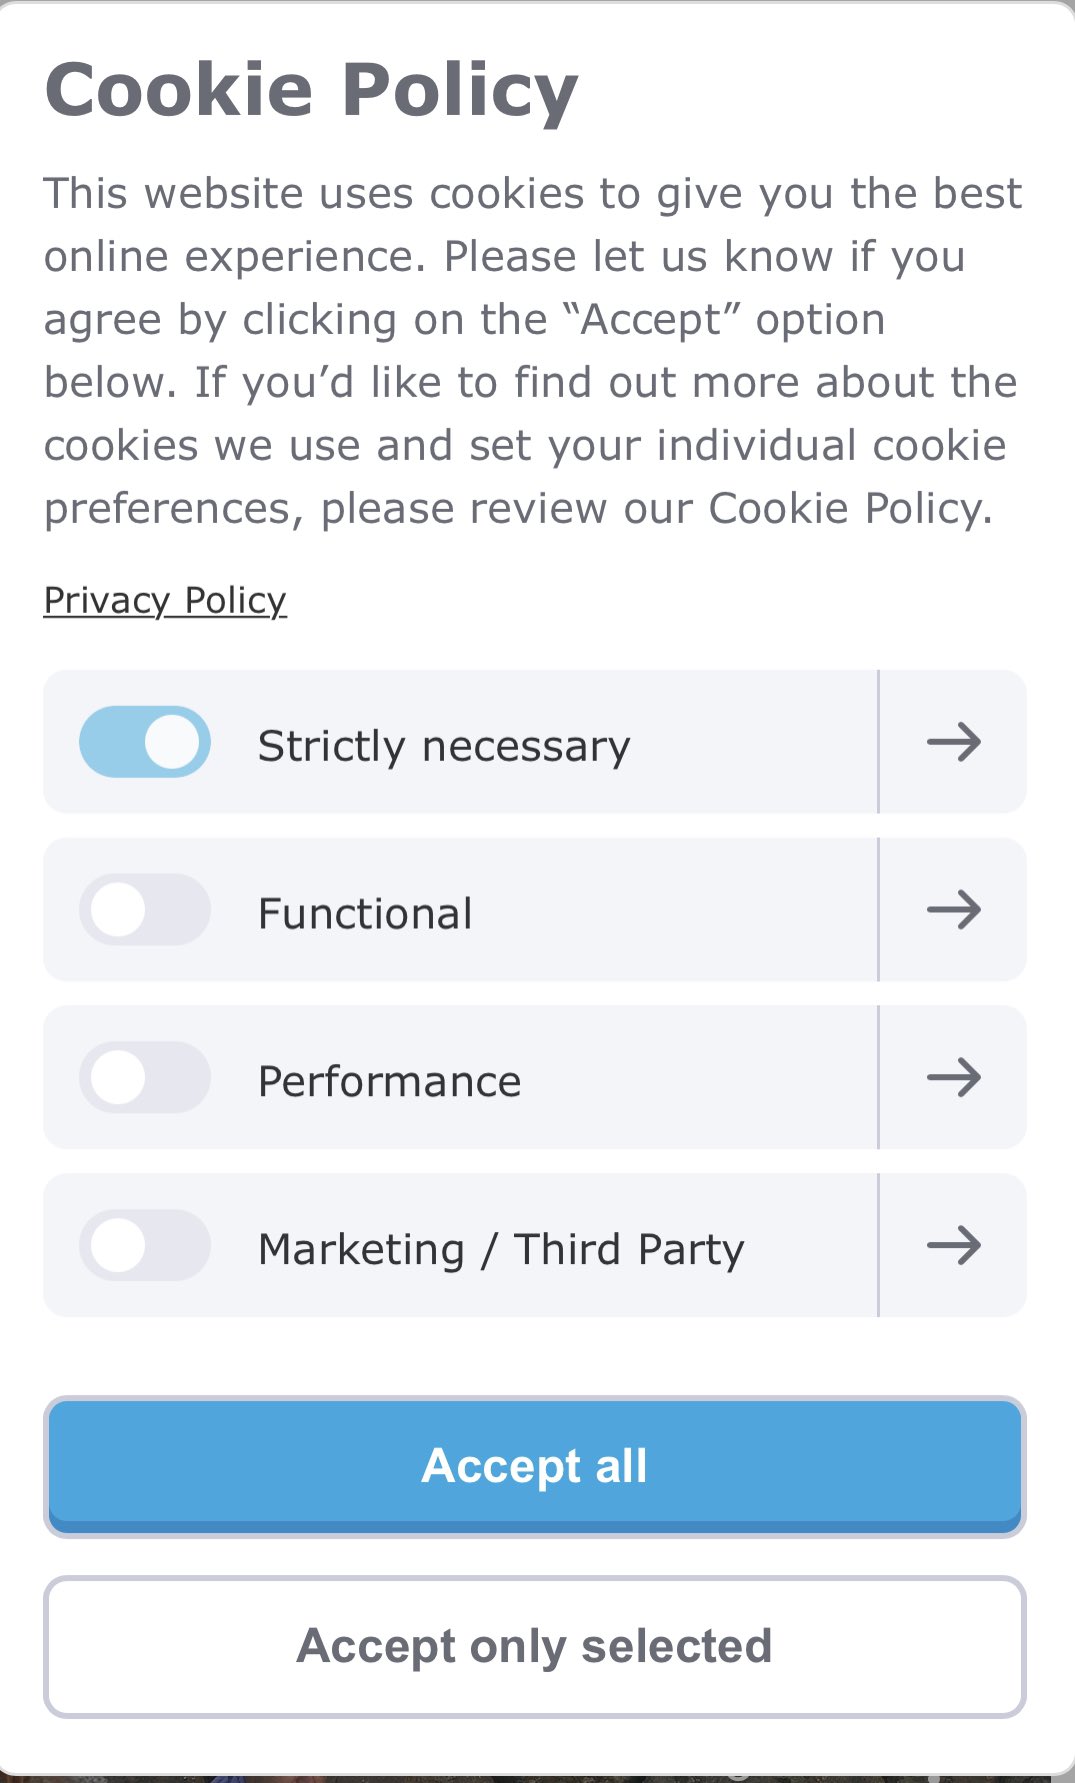 Cookie Policy
This website uses cookies to give you the best
online experience. Please let us know if you
agree by clicking on the “Accept” option
below. If you’d like to find out more about the
cookies we use and set your individual cookie
preferences, please review our Cookie Policy.
Privacy Policy
Strictly necessary
Functional
Performance
Marketing / Third Party
Accept all
Accept only selected